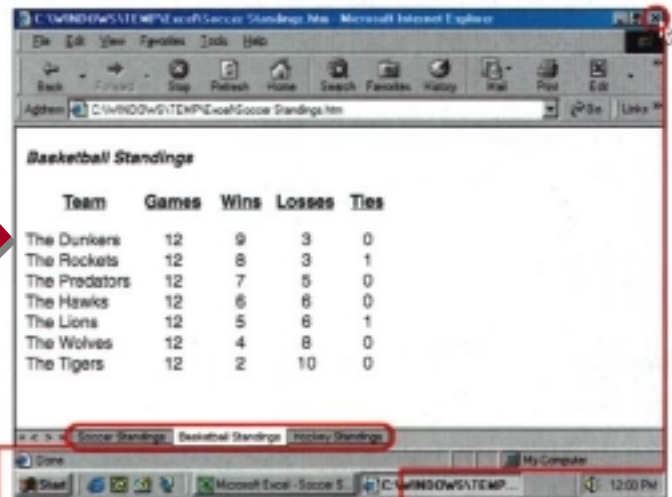 C:\WINDOWS\TEMP\Excel\Soccer Standings.htm - Microsoft Internet Explorer
File Edit View Favorites Tools Help
Back Forward Stop Refresh Home Search Favorites History Mail Print Edit
Address C:\WINDOWS\TEMP\Excel\Soccer Standings.htm Go Links
Basketball Standings
Team Games Wins Losses Ties
The Dunkers 12 9 3 0
The Rockets 12 8 3 1
The Predators 12 7 5 0
The Hawks 12 6 6 0
The Lions 12 5 6 1
The Wolves 12 4 8 0
The Tigers 12 2 10 0
Soccer Standings Basketball Standings Hockey Standings
Done My Computer
Start Microsoft Excel - Soccer S... C:\WINDOWS\TEMP... 12:00 PM